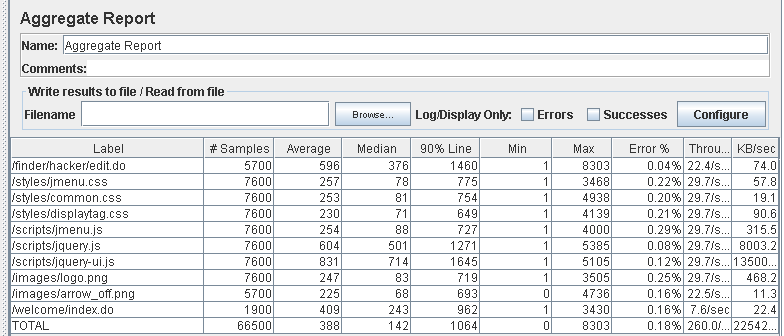 Aggregate Report
Name: Aggregate Report
Comments:
Write results to file / Read from file
Filename Browse... Log/Display Only: Errors Successes Configure
Label # Samples Average Median 90% Line Min Max Error % Throu... KB/sec
/finder/hacker/edit.do 5700 596 376 1460 1 8303 0.04% 22.4/s... 74.0
/styles/jmenu.css 7600 257 78 775 1 3468 0.22% 29.7/s... 57.8
/styles/common.css 7600 253 81 754 1 4938 0.20% 29.7/s... 19.1
/styles/displaytag.css 7600 230 71 649 1 4139 0.21% 29.7/s... 90.6
/scripts/jmenu.js 7600 254 88 727 1 4000 0.29% 29.7/s... 315.5
/scripts/jquery.js 7600 604 501 1271 1 5385 0.08% 29.7/s... 8003.2
/scripts/jquery-ui.js 7600 831 714 1645 1 5105 0.12% 29.7/s... 13500...
/images/logo.png 7600 247 83 719 1 3505 0.25% 29.7/s... 468.2
/images/arrow_off.png 5700 225 68 693 0 4736 0.16% 22.5/s... 11.3
/welcome/index.do 1900 409 243 962 1 3430 0.16% 7.6/sec 22.4
TOTAL 66500 388 142 1064 0 8303 0.18% 260.0/... 22542...